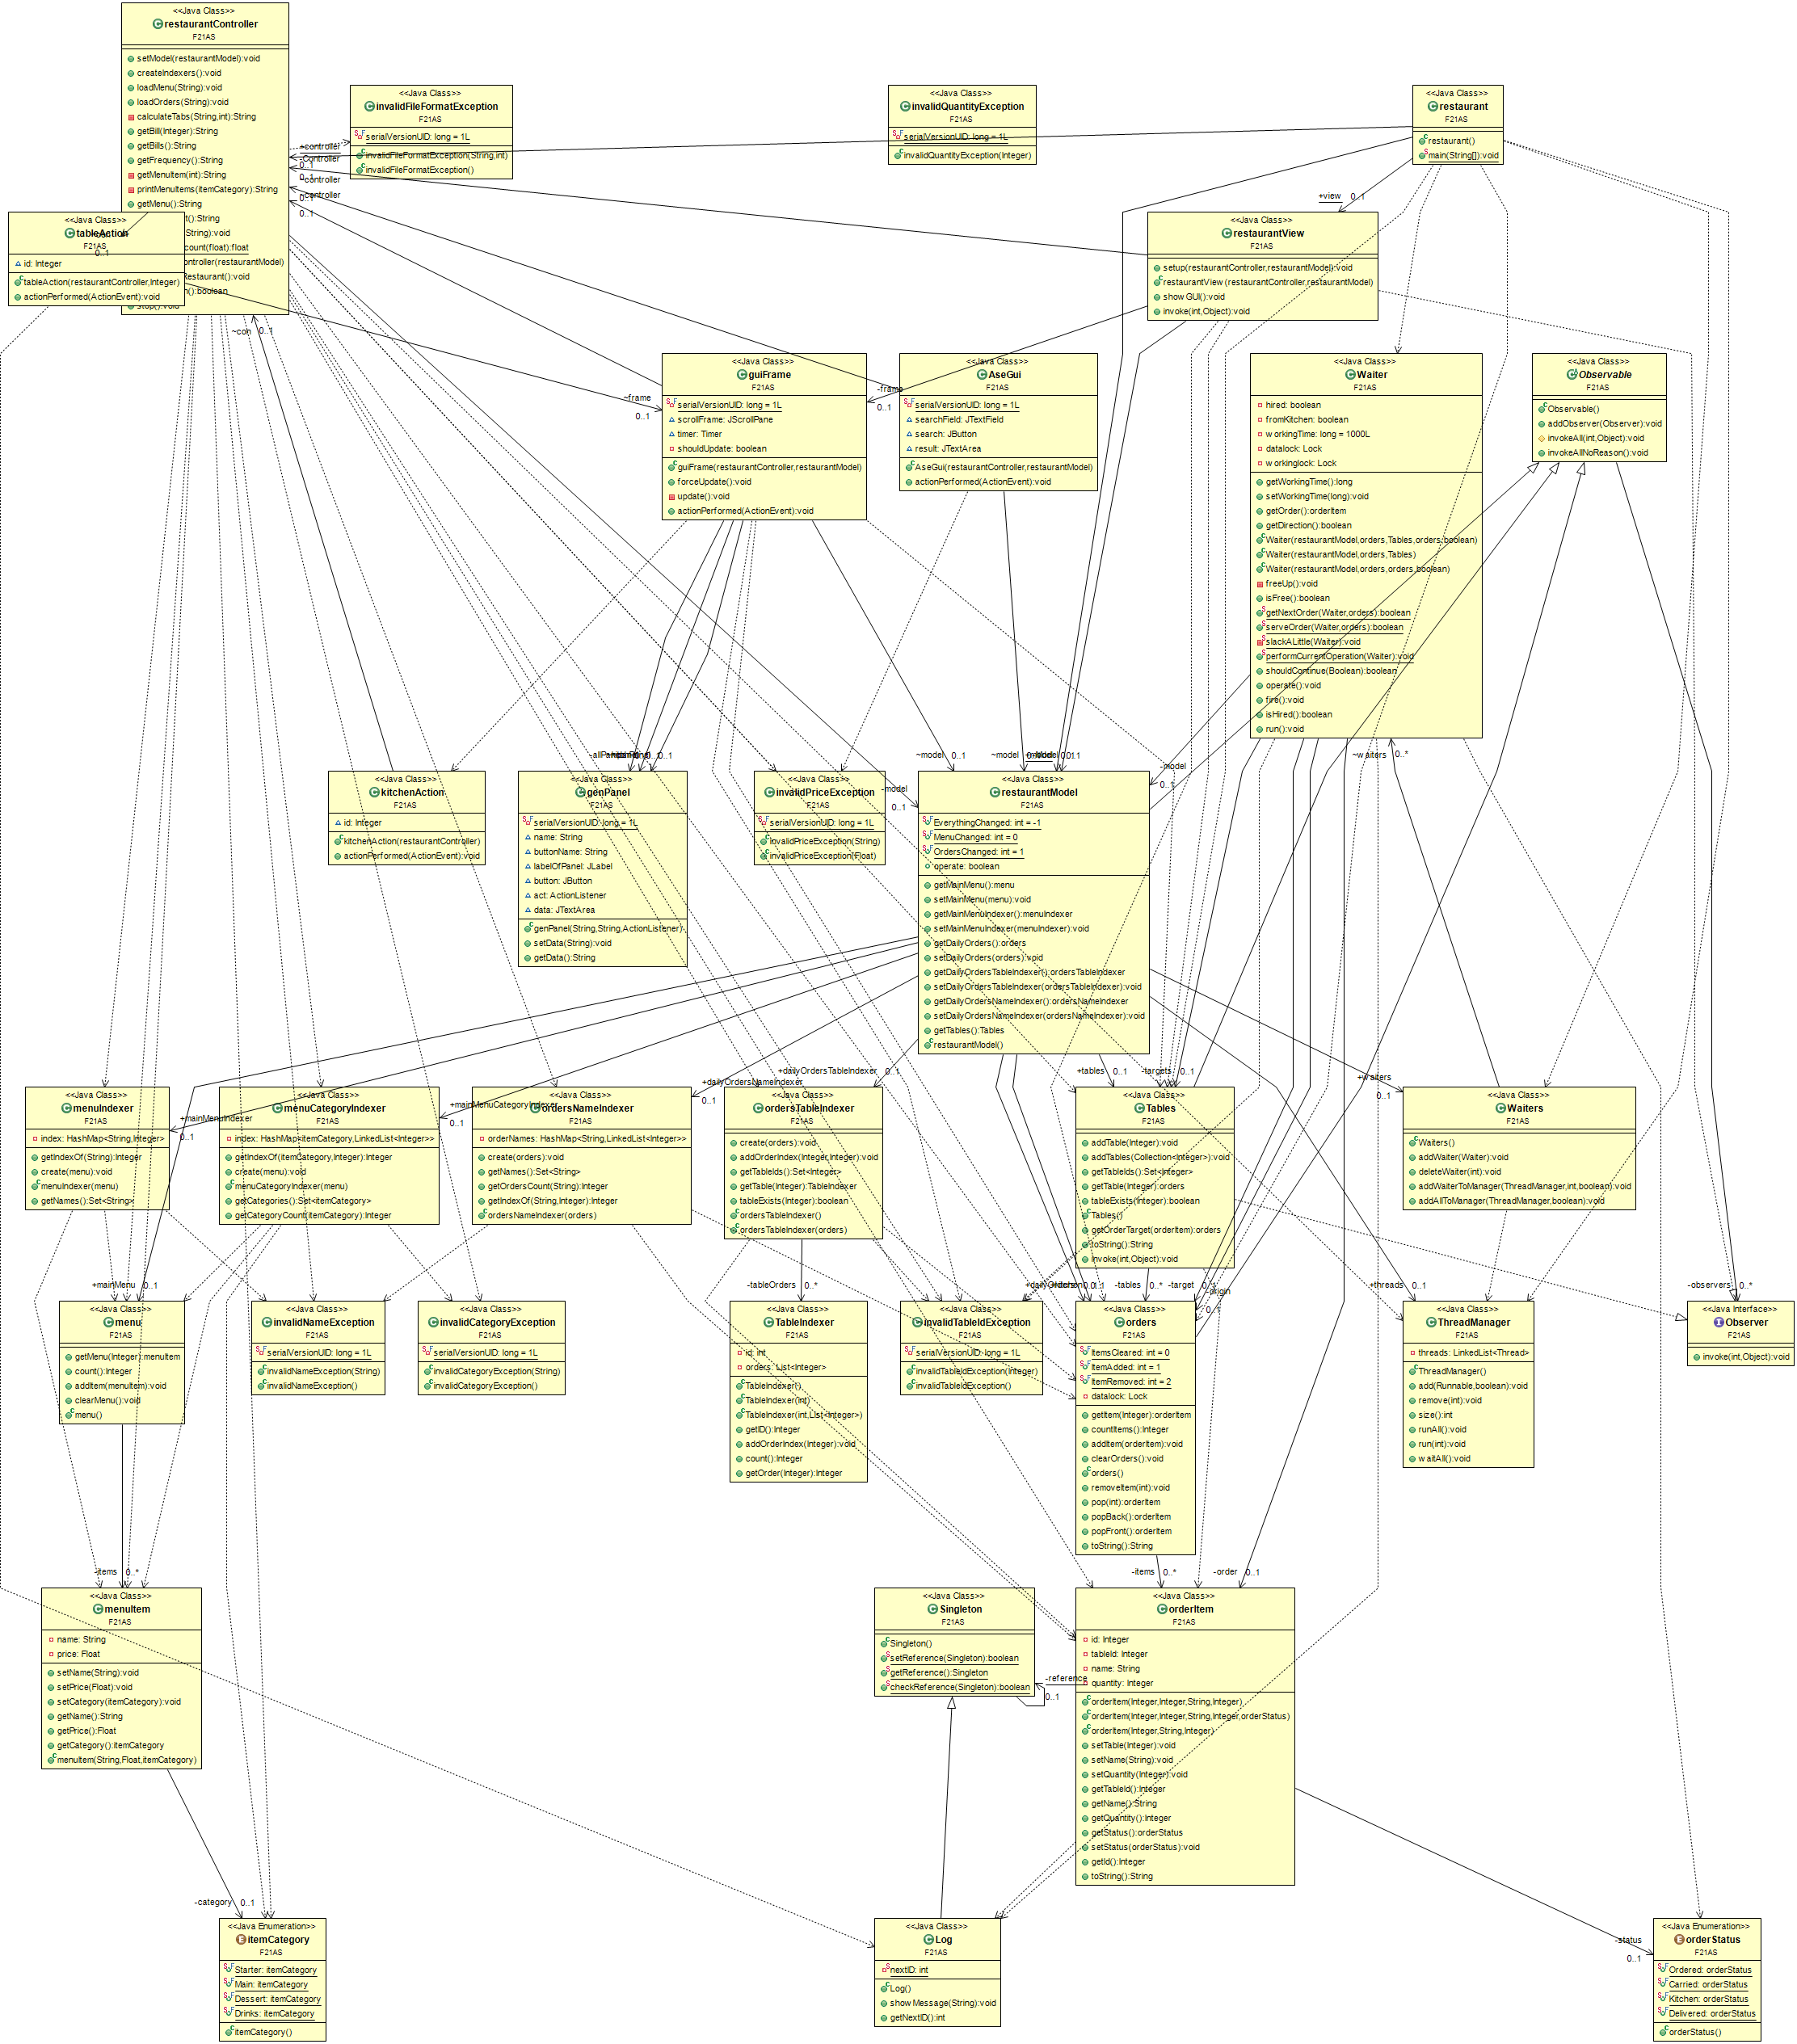 <<Java Class>>
restaurantController
F21AS
setModel(restaurantModel):void
createIndexers():void
loadMenu(String):void
loadOrders(String):void
calculateTabs(String,int):String
getBill(Integer):String
getBills():String
getFrequency():String
getMenuItem(int):String
printMenuItems(itemCategory):String
getMenu():String
t():String
String):void
count(float):float
ontroller(restaurantModel)
Restaurant():void
n():boolean
stop():void
<<Java Class>>
tableAction
F21AS
id: Integer
tableAction(restaurantController,Integer)
actionPerformed(ActionEvent):void
0..1
<<Java Class>>
invalidFileFormatException
F21AS
serialVersionUID: long = 1L
invalidFileFormatException(String,int)
invalidFileFormatException()
<<Java Class>>
invalidQuantityException
F21AS
serialVersionUID: long = 1L
invalidQuantityException(Integer)
<<Java Class>>
restaurant
F21AS
restaurant()
main(String[]):void
+controller
0..1
-Controller
0..1
~controller
0..1
~controller
0..1
+view 0..1
<<Java Class>>
restaurantView
F21AS
setup(restaurantController,restaurantModel):void
restaurantView(restaurantController,restaurantModel)
showGUI():void
invoke(int,Object):void
~con 0..1
~frame
0..1
-frame
0..1
<<Java Class>>
guiFrame
F21AS
serialVersionUID: long = 1L
scrollFrame: JScrollPane
timer: Timer
shouldUpdate: boolean
guiFrame(restaurantController,restaurantModel)
forceUpdate():void
update():void
actionPerformed(ActionEvent):void
<<Java Class>>
AseGui
F21AS
serialVersionUID: long = 1L
searchField: JTextField
search: JButton
result: JTextArea
AseGui(restaurantController,restaurantModel)
actionPerformed(ActionEvent):void
<<Java Class>>
Waiter
F21AS
hired: boolean
fromKitchen: boolean
workingTime: long = 1000L
datalock: Lock
workinglock: Lock
getWorkingTime():long
setWorkingTime(long):void
getOrder():orderItem
getDirection():boolean
Waiter(restaurantModel,orders,Tables,orders,boolean)
Waiter(restaurantModel,orders,Tables)
Waiter(restaurantModel,orders,orders,boolean)
freeUp():void
isFree():boolean
getNextOrder(Waiter,orders):boolean
serveOrder(Waiter,orders):boolean
slackALittle(Waiter):void
performCurrentOperation(Waiter):void
shouldContinue(Boolean):boolean
operate():void
fire():void
isHired():boolean
run():void
<<Java Class>>
Observable
F21AS
Observable()
addObserver(Observer):void
invokeAll(int,Object):void
invokeAllNoReason():void
~model 0..1
~model
~waiters 0..*
-model
0..1
-model
0..1
<<Java Class>>
kitchenAction
F21AS
id: Integer
kitchenAction(restaurantController)
actionPerformed(ActionEvent):void
<<Java Class>>
genPanel
F21AS
serialVersionUID: long = 1L
name: String
buttonName: String
labelOfPanel: JLabel
button: JButton
act: ActionListener
data: JTextArea
genPanel(String,String,ActionListener)
setData(String):void
getData():String
<<Java Class>>
invalidPriceException
F21AS
serialVersionUID: long = 1L
invalidPriceException(String)
invalidPriceException(Float)
<<Java Class>>
restaurantModel
F21AS
EverythingChanged: int = -1
MenuChanged: int = 0
OrdersChanged: int = 1
operate: boolean
getMainMenu():menu
setMainMenu(menu):void
getMainMenuIndexer():menuIndexer
setMainMenuIndexer(menuIndexer):void
getDailyOrders():orders
setDailyOrders(orders):void
getDailyOrdersTableIndexer():ordersTableIndexer
setDailyOrdersTableIndexer(ordersTableIndexer):void
getDailyOrdersNameIndexer():ordersNameIndexer
setDailyOrdersNameIndexer(ordersNameIndexer):void
getTables():Tables
restaurantModel()
+mainMenuIndexer
0..1
+mainMenuCategoryIndexer
0..1
+dailyOrdersNameIndexer
0..1
+dailyOrdersTableIndexer 0..1
+tables 0..1
-targets 0..1
+waiters
0..1
<<Java Class>>
menuIndexer
F21AS
index: HashMap<String,Integer>
getIndexOf(String):Integer
create(menu):void
menuIndexer(menu)
getNames():Set<String>
<<Java Class>>
menuCategoryIndexer
F21AS
index: HashMap<itemCategory,LinkedList<Integer>>
getIndexOf(itemCategory,Integer):Integer
create(menu):void
menuCategoryIndexer(menu)
getCategories():Set<itemCategory>
getCategoryCount(itemCategory):Integer
<<Java Class>>
ordersNameIndexer
F21AS
orderNames: HashMap<String,LinkedList<Integer>>
create(orders):void
getNames():Set<String>
getOrdersCount(String):Integer
getIndexOf(String,Integer):Integer
ordersNameIndexer(orders)
<<Java Class>>
ordersTableIndexer
F21AS
create(orders):void
addOrderIndex(Integer,Integer):void
getTableIds():Set<Integer>
getTable(Integer):TableIndexer
tableExists(Integer):boolean
ordersTableIndexer()
ordersTableIndexer(orders)
<<Java Class>>
Tables
F21AS
addTable(Integer):void
addTables(Collection<Integer>):void
getTableIds():Set<Integer>
getTable(Integer):orders
tableExists(Integer):boolean
Tables()
getOrderTarget(orderItem):orders
toString():String
invoke(int,Object):void
<<Java Class>>
Waiters
F21AS
Waiters()
addWaiter(Waiter):void
deleteWaiter(int):void
addWaiterToManager(ThreadManager,int,boolean):void
addAllToManager(ThreadManager,boolean):void
+mainMenu 0..1
-tableOrders 0..*
-tables 0..*
-target 0..1
-origin
0..1
+threads 0..1
-observers 0..*
<<Java Class>>
menu
F21AS
getMenu(Integer):menuItem
count():Integer
addItem(menuItem):void
clearMenu():void
menu()
<<Java Class>>
invalidNameException
F21AS
serialVersionUID: long = 1L
invalidNameException(String)
invalidNameException()
<<Java Class>>
invalidCategoryException
F21AS
serialVersionUID: long = 1L
invalidCategoryException(String)
invalidCategoryException()
<<Java Class>>
TableIndexer
F21AS
id: int
orders: List<Integer>
TableIndexer()
TableIndexer(int)
TableIndexer(int,List<Integer>)
getID():Integer
addOrderIndex(Integer):void
count():Integer
getOrder(Integer):Integer
<<Java Class>>
invalidTableIdException
F21AS
serialVersionUID: long = 1L
invalidTableIdException(Integer)
invalidTableIdException()
<<Java Class>>
orders
F21AS
ItemsCleared: int = 0
ItemAdded: int = 1
ItemRemoved: int = 2
datalock: Lock
getItem(Integer):orderItem
countItems():Integer
addItem(orderItem):void
clearOrders():void
orders()
removeItem(int):void
pop(int):orderItem
popBack():orderItem
popFront():orderItem
toString():String
<<Java Class>>
ThreadManager
F21AS
threads: LinkedList<Thread>
ThreadManager()
add(Runnable,boolean):void
remove(int):void
size():int
runAll():void
run(int):void
waitAll():void
<<Java Interface>>
Observer
F21AS
invoke(int,Object):void
-items 0..*
-items 0..*
-order 0..1
<<Java Class>>
menuItem
F21AS
name: String
price: Float
setName(String):void
setPrice(Float):void
setCategory(itemCategory):void
getName():String
getPrice():Float
getCategory():itemCategory
menuItem(String,Float,itemCategory)
<<Java Class>>
Singleton
F21AS
Singleton()
setReference(Singleton):boolean
getReference():Singleton
checkReference(Singleton):boolean
-reference
0..1
<<Java Class>>
orderItem
F21AS
id: Integer
tableId: Integer
name: String
quantity: Integer
orderItem(Integer,Integer,String,Integer)
orderItem(Integer,Integer,String,Integer,orderStatus)
orderItem(Integer,String,Integer)
setTable(Integer):void
setName(String):void
setQuantity(Integer):void
getTableId():Integer
getName():String
getQuantity():Integer
getStatus():orderStatus
setStatus(orderStatus):void
getId():Integer
toString():String
-category 0..1
-status
0..1
<<Java Enumeration>>
itemCategory
F21AS
Starter: itemCategory
Main: itemCategory
Dessert: itemCategory
Drinks: itemCategory
itemCategory()
<<Java Class>>
Log
F21AS
nextID: int
Log()
showMessage(String):void
getNextID():int
<<Java Enumeration>>
orderStatus
F21AS
Ordered: orderStatus
Carried: orderStatus
Kitchen: orderStatus
Delivered: orderStatus
orderStatus()